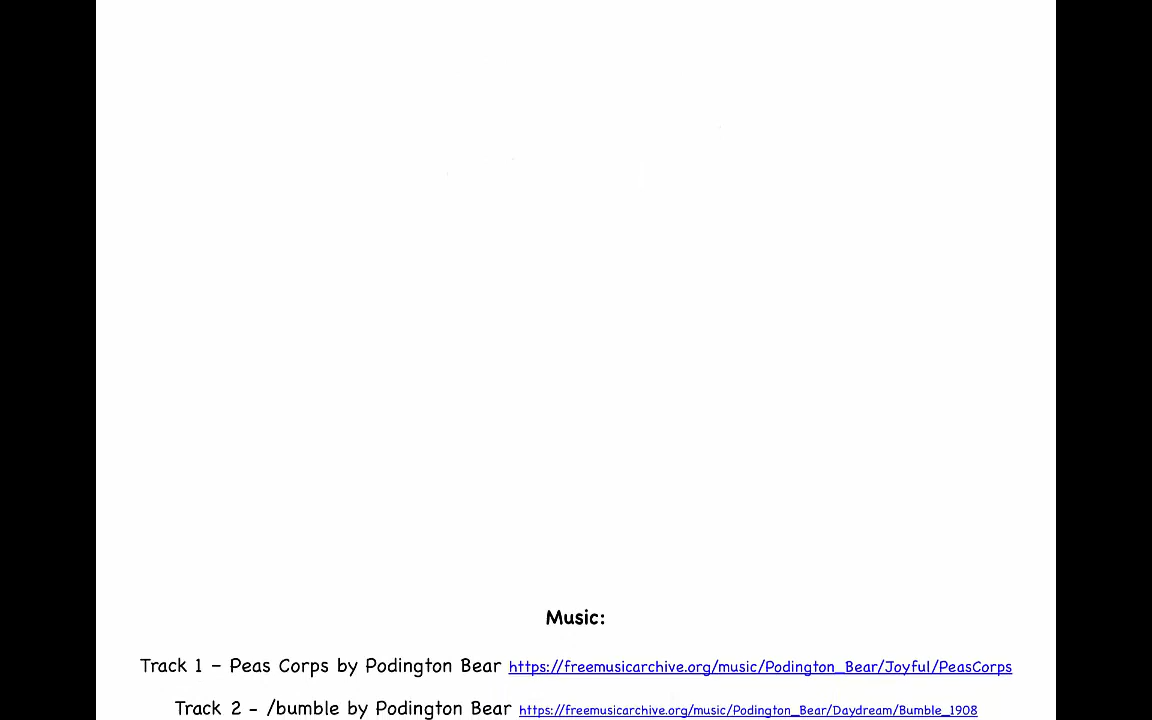 Music:
Track 1 – Peas Corps by Podington Bear https://freemusicarchive.org/music/Podington_Bear/Joyful/PeasCorps
Track 2 - /bumble by Podington Bear https://freemusicarchive.org/music/Podington_Bear/Daydream/Bumble_1908